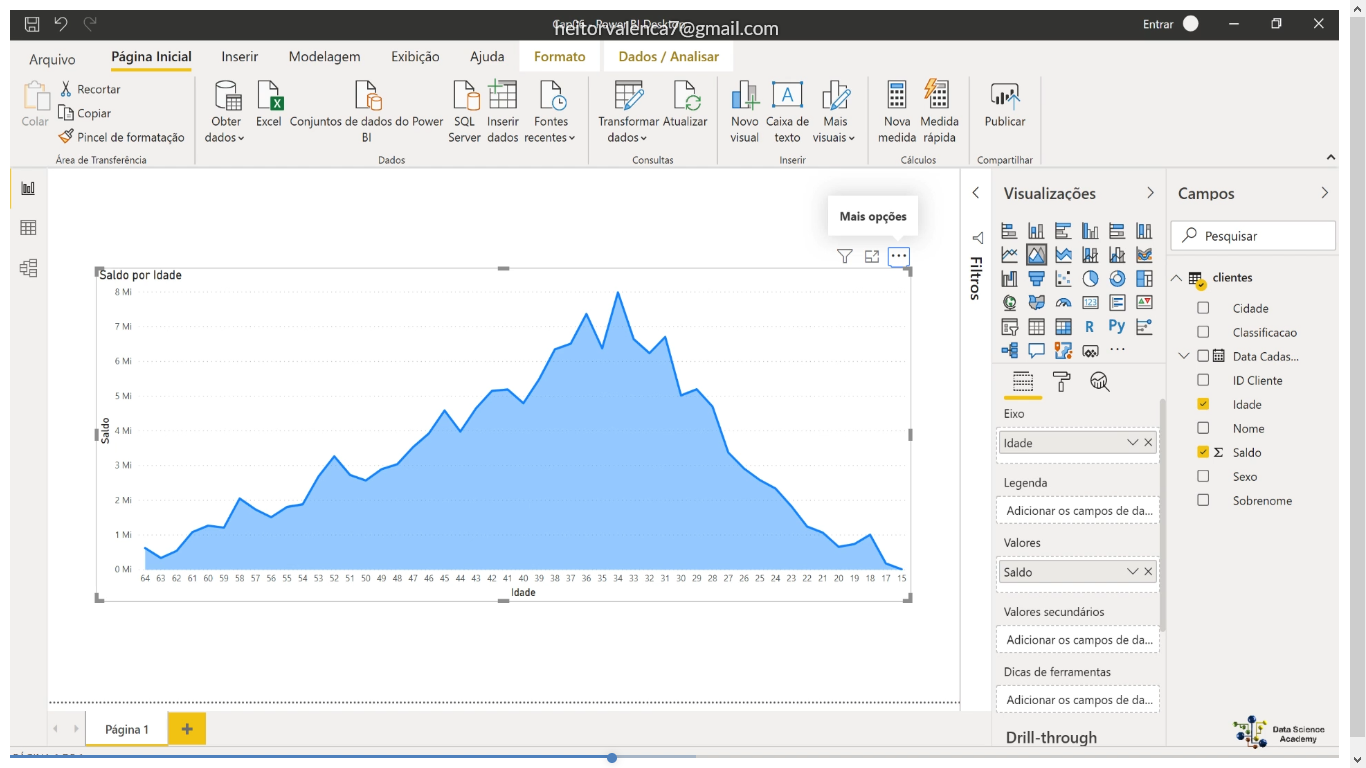 Cap06 - Power BI Desktop
heitorvalenca7@gmail.com
Entrar
Arquivo
Página Inicial
Inserir
Modelagem
Exibição
Ajuda
Formato
Dados / Analisar
Colar
Recortar
Copiar
Pincel de formatação
Área de Transferência
Obter dados
Excel
Conjuntos de dados do Power
BI
SQL
Server
Inserir
dados
Fontes
recentes
Dados
Transformar
dados
Atualizar
Consultas
Novo
visual
Caixa de
texto
Mais
visuais
Inserir
Nova
medida
Medida
rápida
Cálculos
Publicar
Compartilhar
Mais opções
Saldo por Idade
8 Mi
7 Mi
6 Mi
5 Mi
4 Mi
3 Mi
2 Mi
1 Mi
0 Mi
Saldo
64 63 62 61 60 59 58 57 56 55 54 53 52 51 50 49 48 47 46 45 44 43 42 41 40 39 38 37 36 35 34 33 32 31 30 29 28 27 26 25 24 23 22 21 20 19 18 17 15
Idade
Filtros
Visualizações
123
R
Py
Eixo
Idade
Legenda
Adicionar os campos de da...
Valores
Saldo
Valores secundários
Adicionar os campos de da...
Dicas de ferramentas
Adicionar os campos de da...
Drill-through
Campos
Pesquisar
clientes
Cidade
Classificacao
Data Cadas...
ID Cliente
Idade
Nome
Σ Saldo
Sexo
Sobrenome
Página 1
Data Science
Academy